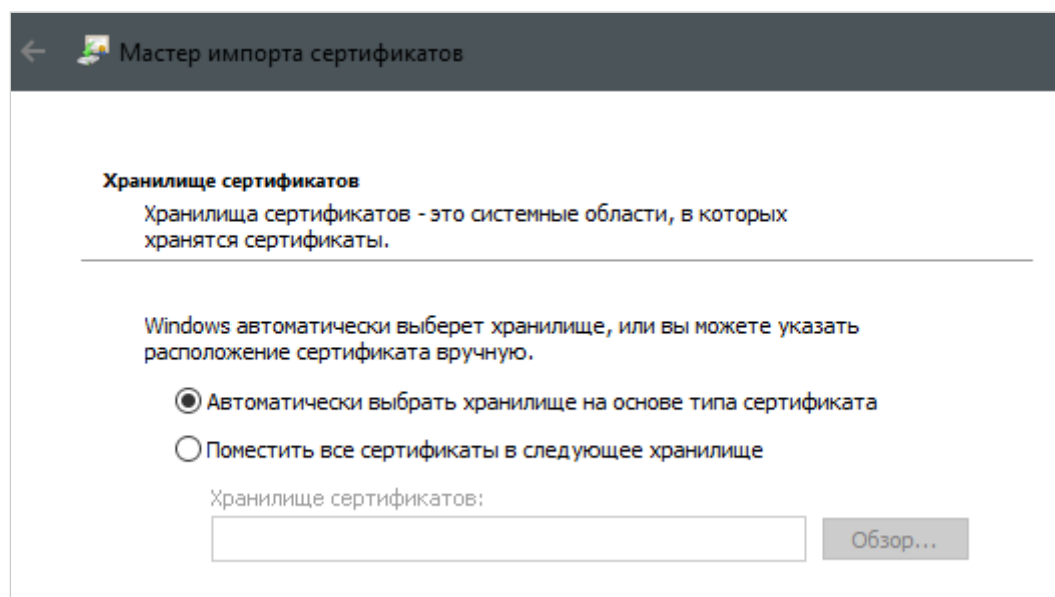 Мастер импорта сертификатов
Хранилище сертификатов
Хранилища сертификатов - это системные области, в которых
хранятся сертификаты.
Windows автоматически выберет хранилище, или вы можете указать
расположение сертификата вручную.
Автоматически выбрать хранилище на основе типа сертификата
Поместить все сертификаты в следующее хранилище
Хранилище сертификатов:
Обзор...